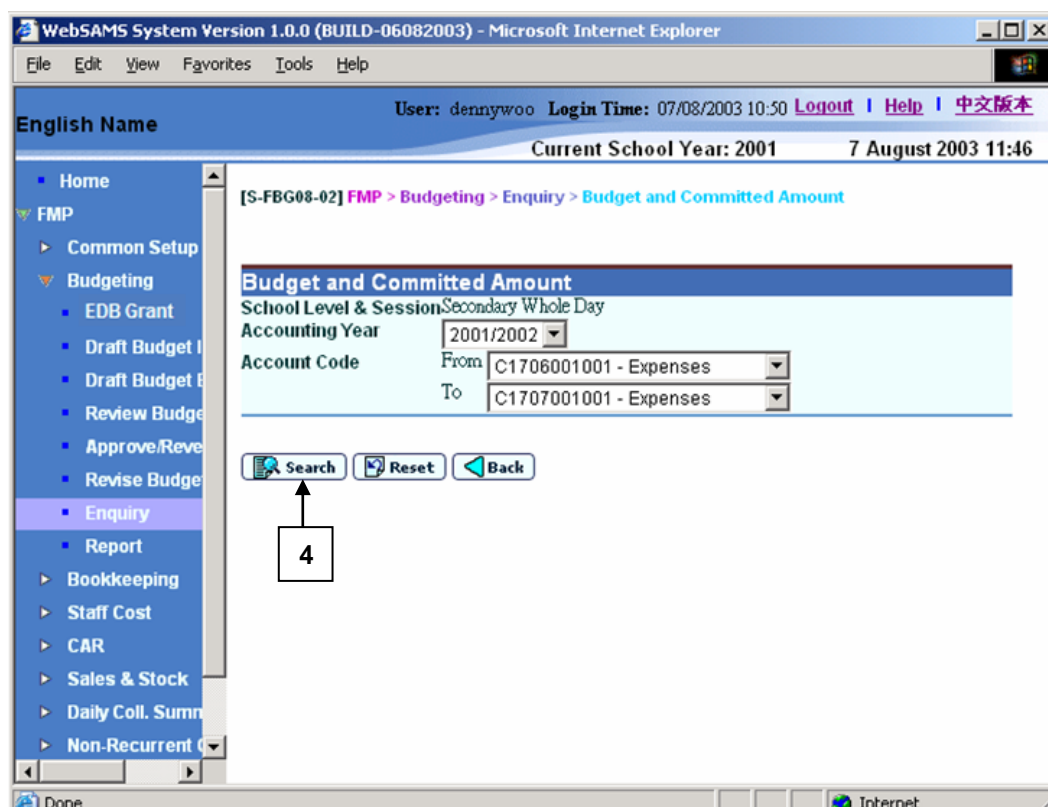 WebSAMS System Version 1.0.0 (BUILD-06082003) - Microsoft Internet Explorer
File Edit View Favorites Tools Help
User: dennywoo Login Time: 07/08/2003 10:50 Logout | Help | 中文版本
English Name
Current School Year: 2001 7 August 2003 11:46
Home
FMP
Common Setup
Budgeting
EDB Grant
Draft Budget I
Draft Budget E
Review Budge
Approve/Reve
Revise Budge
Enquiry
Report
Bookkeeping
Staff Cost
CAR
Sales & Stock
Daily Coll. Summ
Non-Recurrent
[S-FBG08-02] FMP > Budgeting > Enquiry > Budget and Committed Amount
Budget and Committed Amount
School Level & Session Secondary Whole Day
Accounting Year 2001/2002
Account Code From C1706001001 - Expenses
To C1707001001 - Expenses
Search Reset Back
4
Done Internet